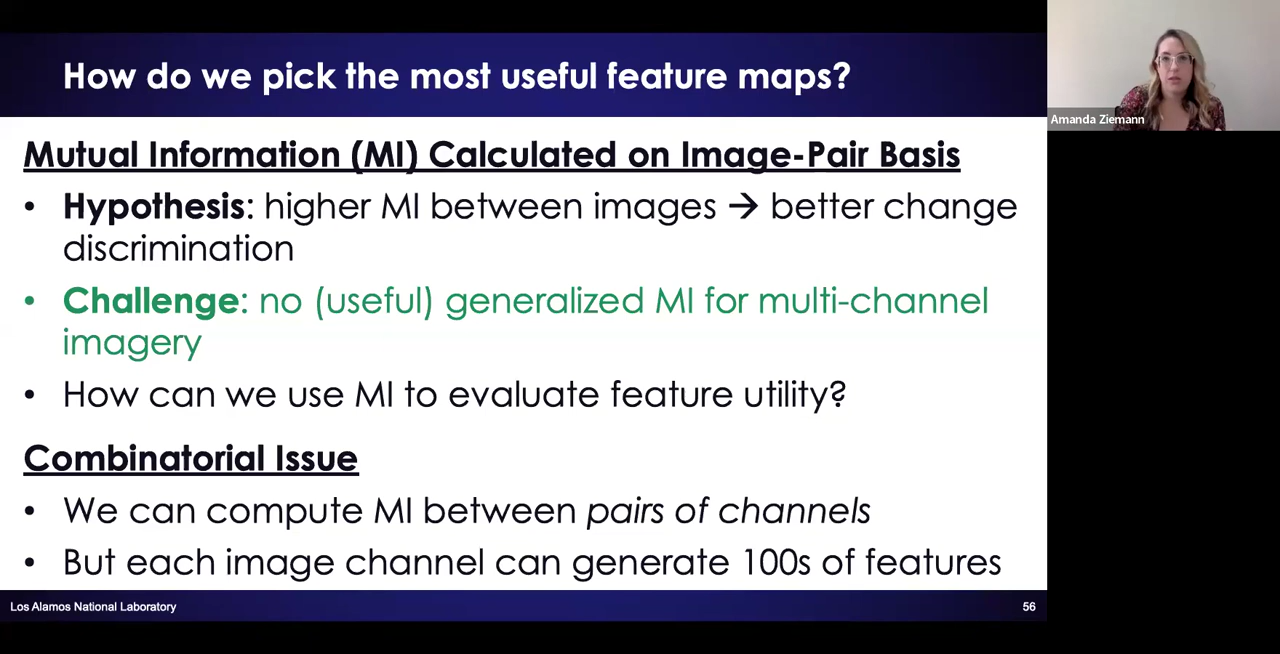 How do we pick the most useful feature maps?
Amanda Ziemann
Mutual Information (MI) Calculated on Image-Pair Basis
• Hypothesis: higher MI between images → better change
discrimination
• Challenge: no (useful) generalized MI for multi-channel
imagery
• How can we use MI to evaluate feature utility?
Combinatorial Issue
• We can compute MI between pairs of channels
• But each image channel can generate 100s of features
Los Alamos National Laboratory
56